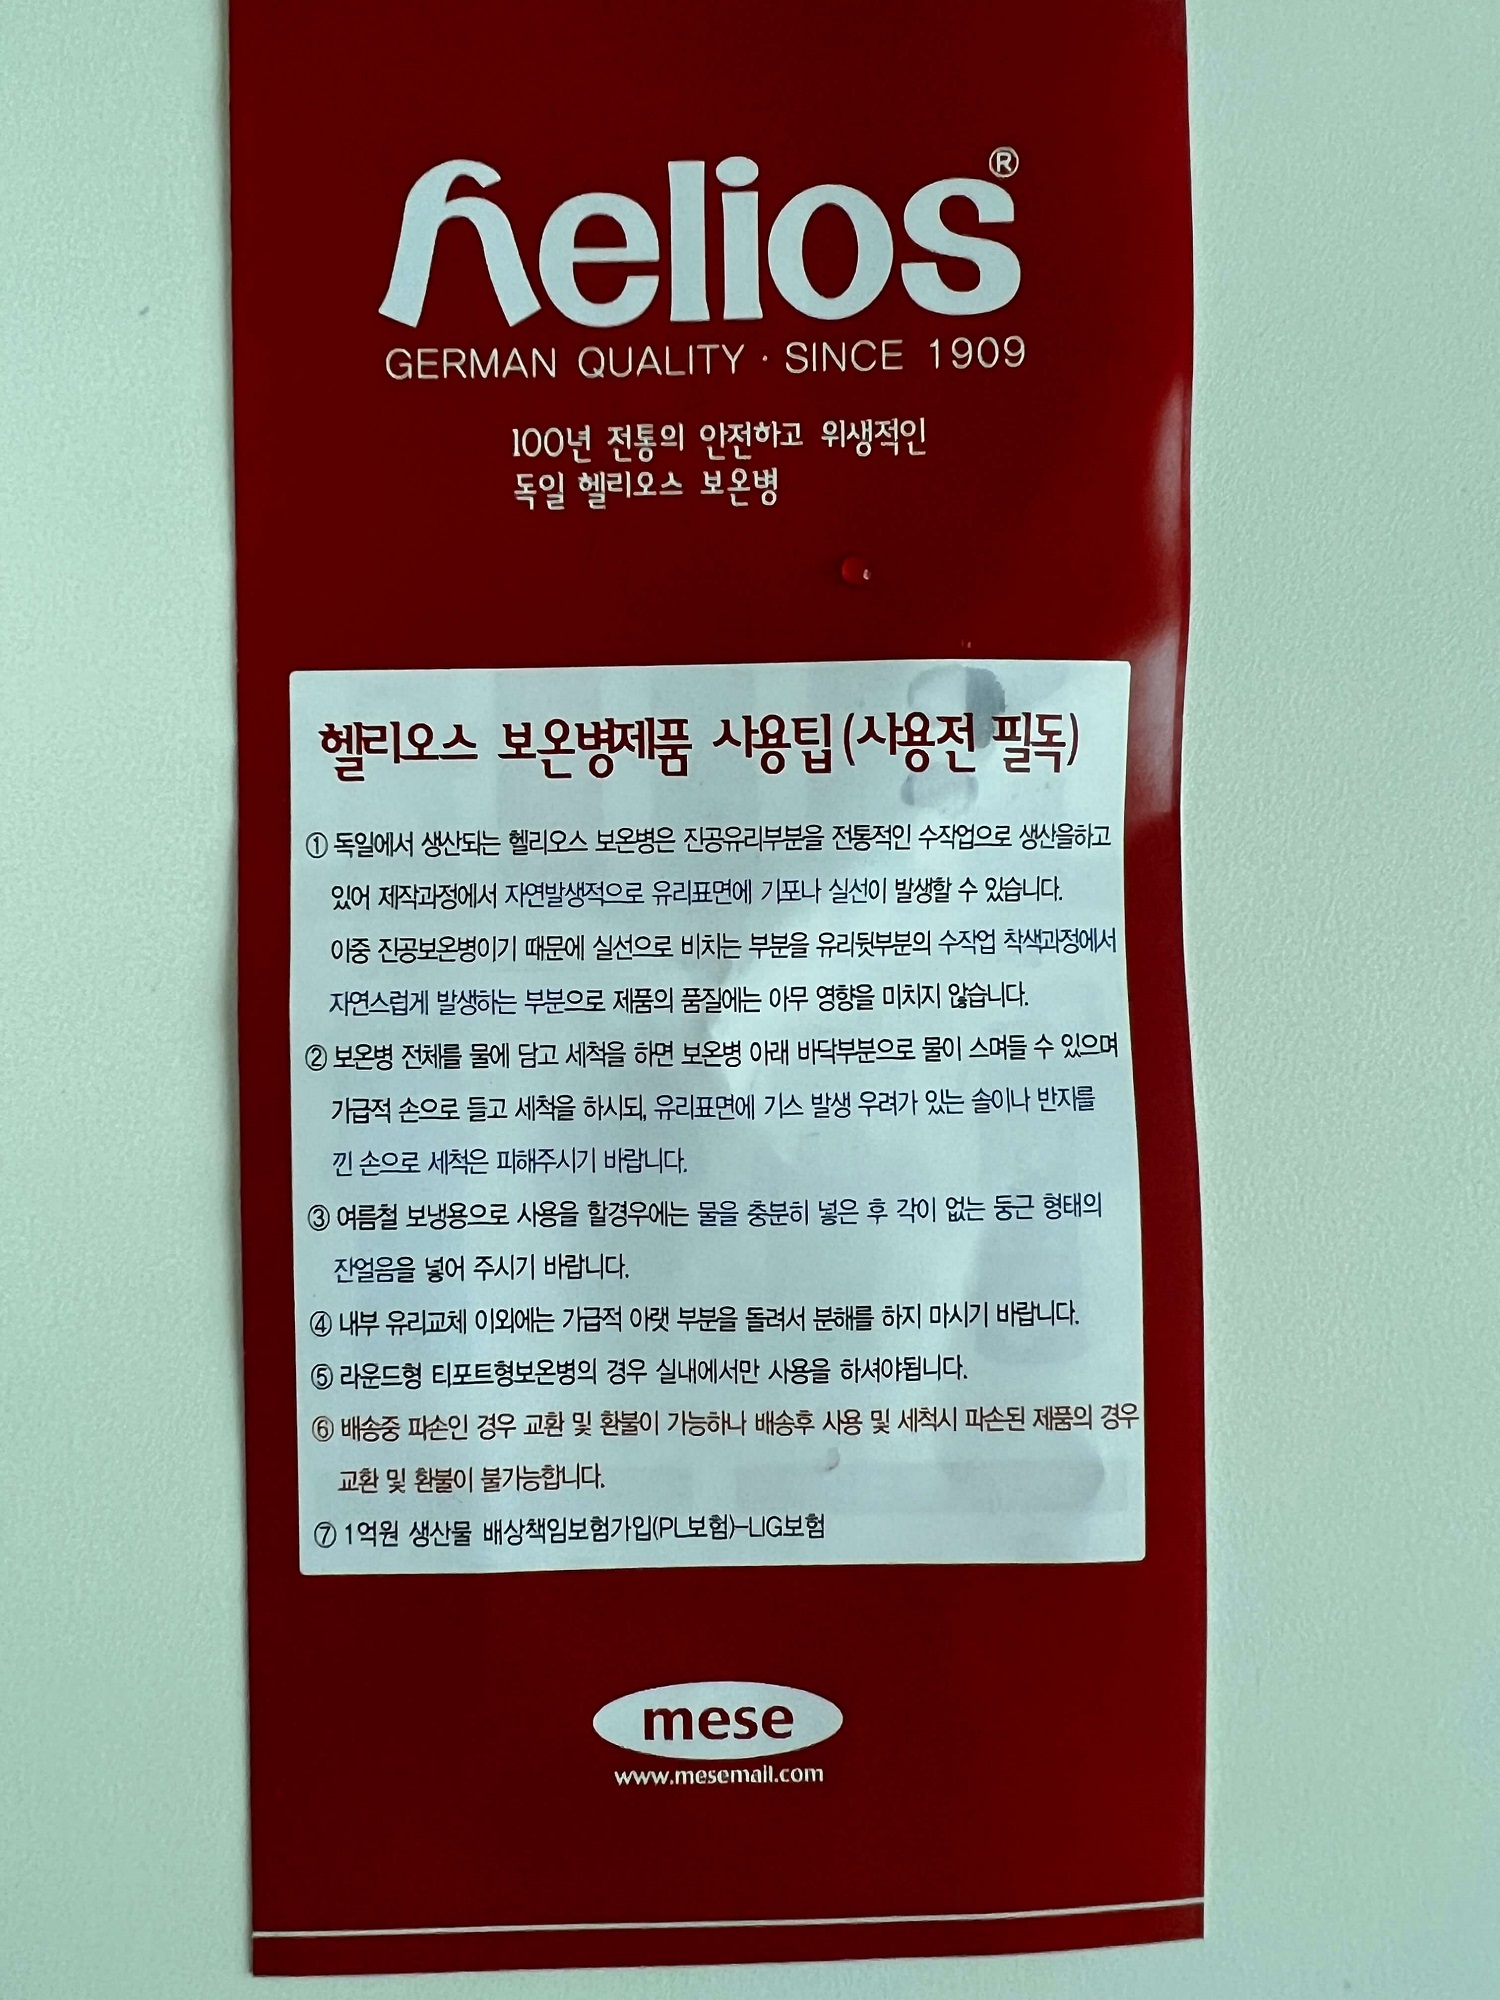 helios®
GERMAN QUALITY · SINCE 1909
100년 전통의 안전하고 위생적인
독일 헬리오스 보온병
헬리오스 보온병제품 사용팁(사용전 필독)
① 독일에서 생산되는 헬리오스 보온병은 진공유리부분을 전통적인 수작업으로 생산을하고
있어 제작과정에서 자연발생적으로 유리표면에 기포나 실선이 발생할 수 있습니다.
이중 진공보온병이기 때문에 실선으로 비치는 부분을 유리뒷부분의 수작업 착색과정에서
자연스럽게 발생하는 부분으로 제품의 품질에는 아무 영향을 미치지 않습니다.
② 보온병 전체를 물에 담고 세척을 하면 보온병 아래 바닥부분으로 물이 스며들 수 있으며
가급적 손으로 들고 세척을 하시되, 유리표면에 기스 발생 우려가 있는 솔이나 반지를
낀 손으로 세척은 피해주시기 바랍니다.
③ 여름철 보냉용으로 사용을 할경우에는 물을 충분히 넣은 후 각이 없는 둥근 형태의
잔얼음을 넣어 주시기 바랍니다.
④ 내부 유리교체 이외에는 가급적 아랫 부분을 돌려서 분해를 하지 마시기 바랍니다.
⑤ 라운드형 티포트형보온병의 경우 실내에서만 사용을 하셔야됩니다.
⑥ 배송중 파손인 경우 교환 및 환불이 가능하나 배송후 사용 및 세척시 파손된 제품의 경우
교환 및 환불이 불가능합니다.
⑦ 1억원 생산물 배상책임보험가입(PL보험)-LIG보험
mese
www.mesemall.com